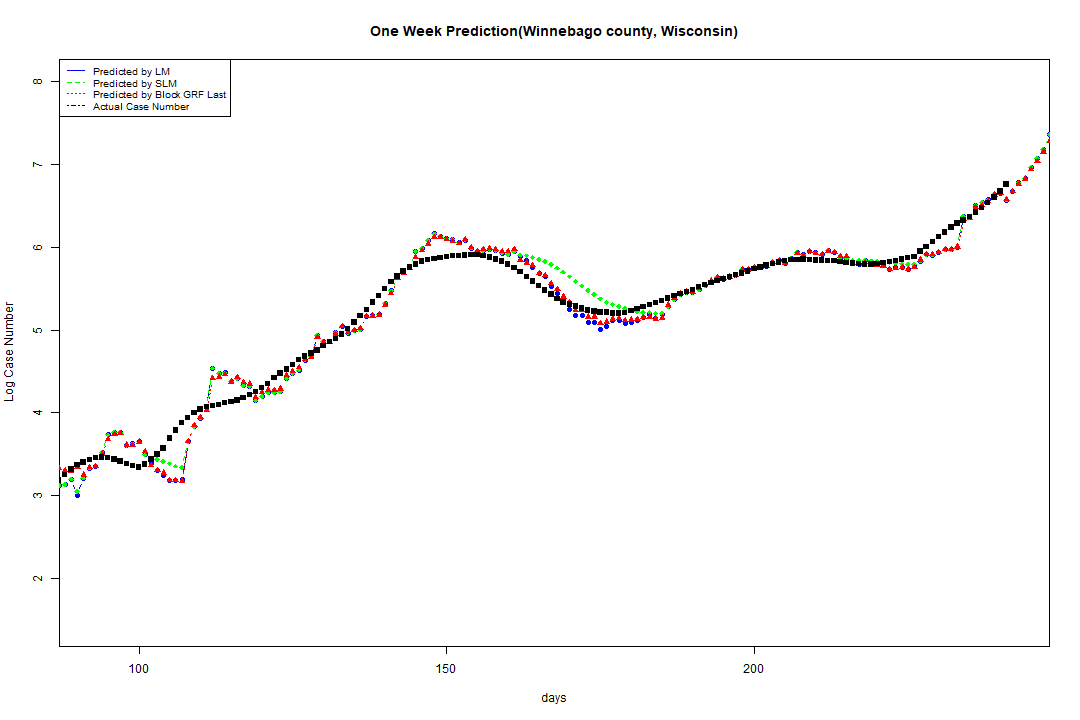 One Week Prediction(Winnebago county, Wisconsin)
Predicted by LM
Predicted by SLM
Predicted by Block GRF Last
Actual Case Number
8
7
6
5
4
3
2
Log Case Number
100 150 200
days